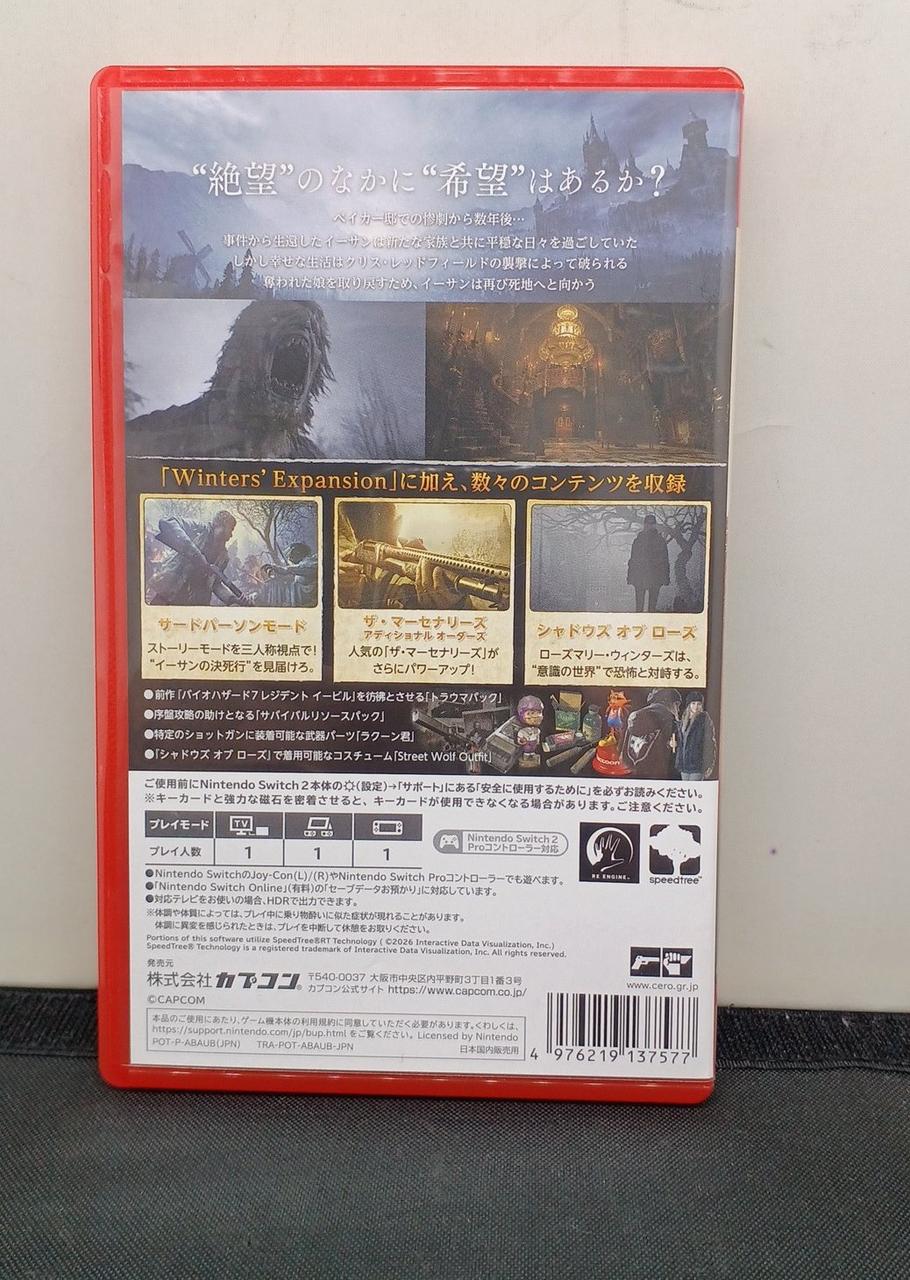 “絶望”のなかに“希望”はあるか?
ベイカー邸での惨劇から数年後…
事件から生還したイーサンは新たな家族と共に平穏な日々を過ごしていた
しかし幸せな生活はクリス・レッドフィールドの襲撃によって破られる
奪われた娘を取り戻すため、イーサンは再び死地へと向かう
「Winters' Expansion」に加え、数々のコンテンツを収録
サードパーソンモード
ストーリーモードを三人称視点で!
“イーサンの決死行”を見届けろ。
ザ・マーセナリーズ
アディショナル オーダーズ
人気の「ザ・マーセナリーズ」が
さらにパワーアップ!
シャドウズ オブ ローズ
ローズマリー・ウィンターズは、
“意識の世界”で恐怖と対峙する。
●前作「バイオハザード7 レジデント イービル」を彷彿とさせる「トラウマパック」
●序盤攻略の助けとなる「サバイバルリソースパック」
●特定のショットガンに装着可能な武器パーツ「ラクーン君」
●「シャドウズ オブ ローズ」で着用可能なコスチューム「Street Wolf Outfit」
ご使用前にNintendo Switch 2本体の(設定)→「サポート」にある「安全に使用するために」を必ずお読みください。
※キーカードと強力な磁石を密着させると、キーカードが使用できなくなる場合があります。ご注意ください。
プレイモード TV
プレイ人数 1 1 1
Nintendo Switch 2
Proコントローラー対応
RE ENGINE
speedtree
●Nintendo SwitchのJoy-Con(L)/(R)やNintendo Switch Proコントローラーでも遊べます。
●「Nintendo Switch Online」(有料)の「セーブデータお預かり」に対応しています。
●対応テレビをお使いの場合、HDRで出力できます。
※体調や体質によっては、プレイ中に乗り物酔いに似た症状が現れることがあります。
体調に異変を感じられたときは、プレイを中断して休憩をお取りください。
Portions of this software utilize SpeedTree®RT Technology ( ©2026 Interactive Data Visualization, Inc.)
SpeedTree® Technology is a registered trademark of Interactive Data Visualization, Inc. All rights reserved.
発売元
株式会社カプコン
〒540-0037 大阪市中央区内平野町3丁目1番3号
カプコン公式サイト https://www.capcom.co.jp/
©CAPCOM
www.cero.gr.jp
本品のご使用にあたり、ゲーム機本体の利用規約に同意していただく必要があります。くわしくは、
https://support.nintendo.com/jp/bup.html をご覧ください。Licensed by Nintendo
POT-P-ABAUB(JPN) TRA-POT-ABAUB-JPN 日本国内販売用
4 976219 137577